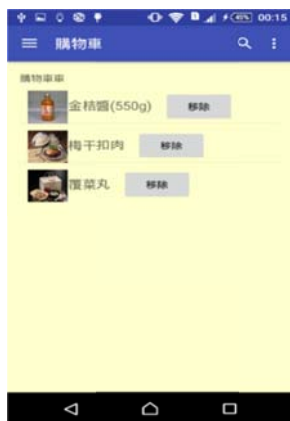 45% 00:15
購物車
購物車車
金桔醬(550g) 移除
梅干扣肉 移除
覆菜丸 移除